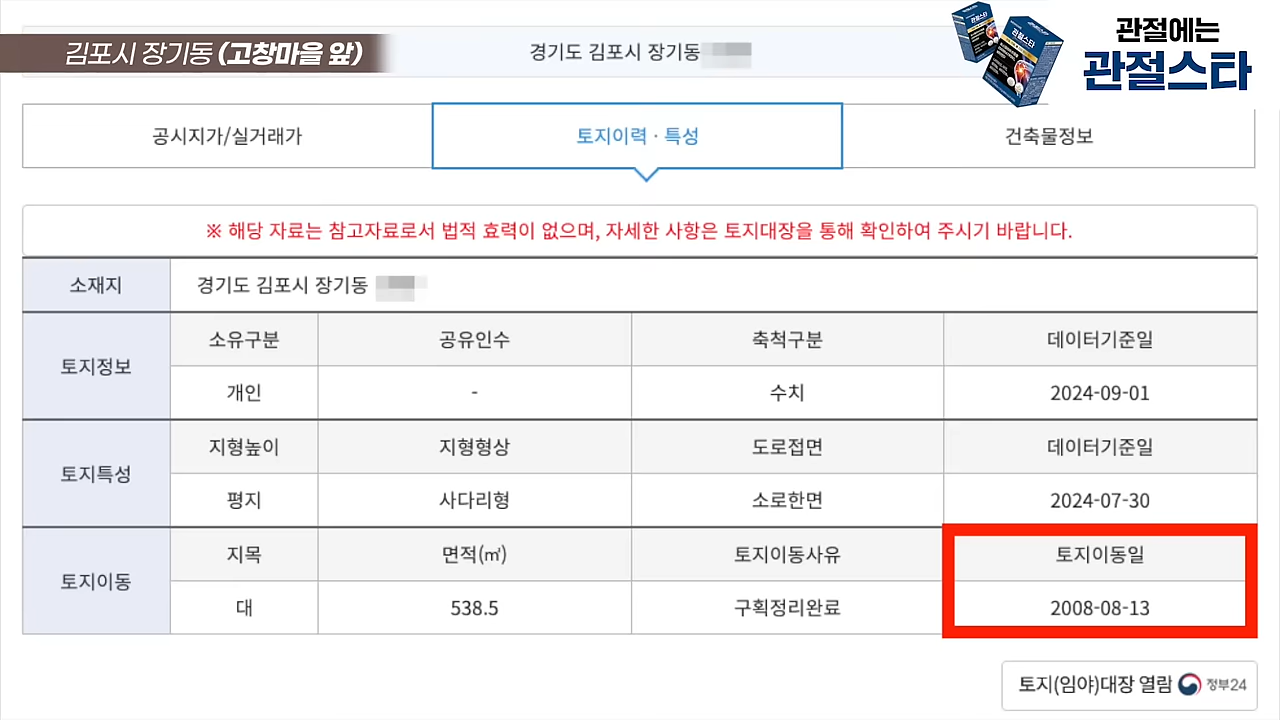 김포시 장기동 (고창마을 앞)
경기도 김포시 장기동
관절에는
관절스타
공시지가/실거래가
토지이력 · 특성
건축물정보
※ 해당 자료는 참고자료로서 법적 효력이 없으며, 자세한 사항은 토지대장을 통해 확인하여 주시기 바랍니다.
소재지 경기도 김포시 장기동
토지정보
소유구분 공유인수 축척구분 데이터기준일
개인 - 수치 2024-09-01
토지특성
지형높이 지형형상 도로접면 데이터기준일
평지 사다리형 소로한면 2024-07-30
토지이동
지목 면적(㎡) 토지이동사유 토지이동일
대 538.5 구획정리완료 2008-08-13
토지(임야)대장 열람 정부24